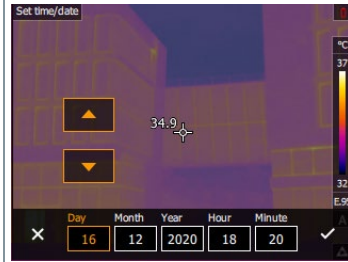 Set time/date
°C
37
34.9
32
E.95
Day Month Year Hour Minute
16 12 2020 18 20
A